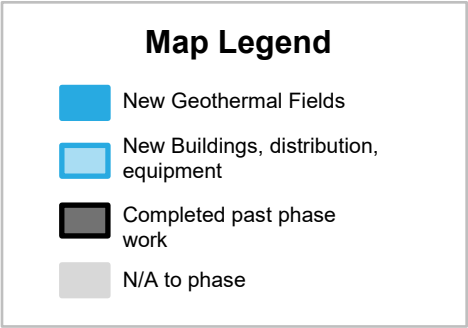 Map Legend
New Geothermal Fields
New Buildings, distribution,
equipment
Completed past phase
work
N/A to phase